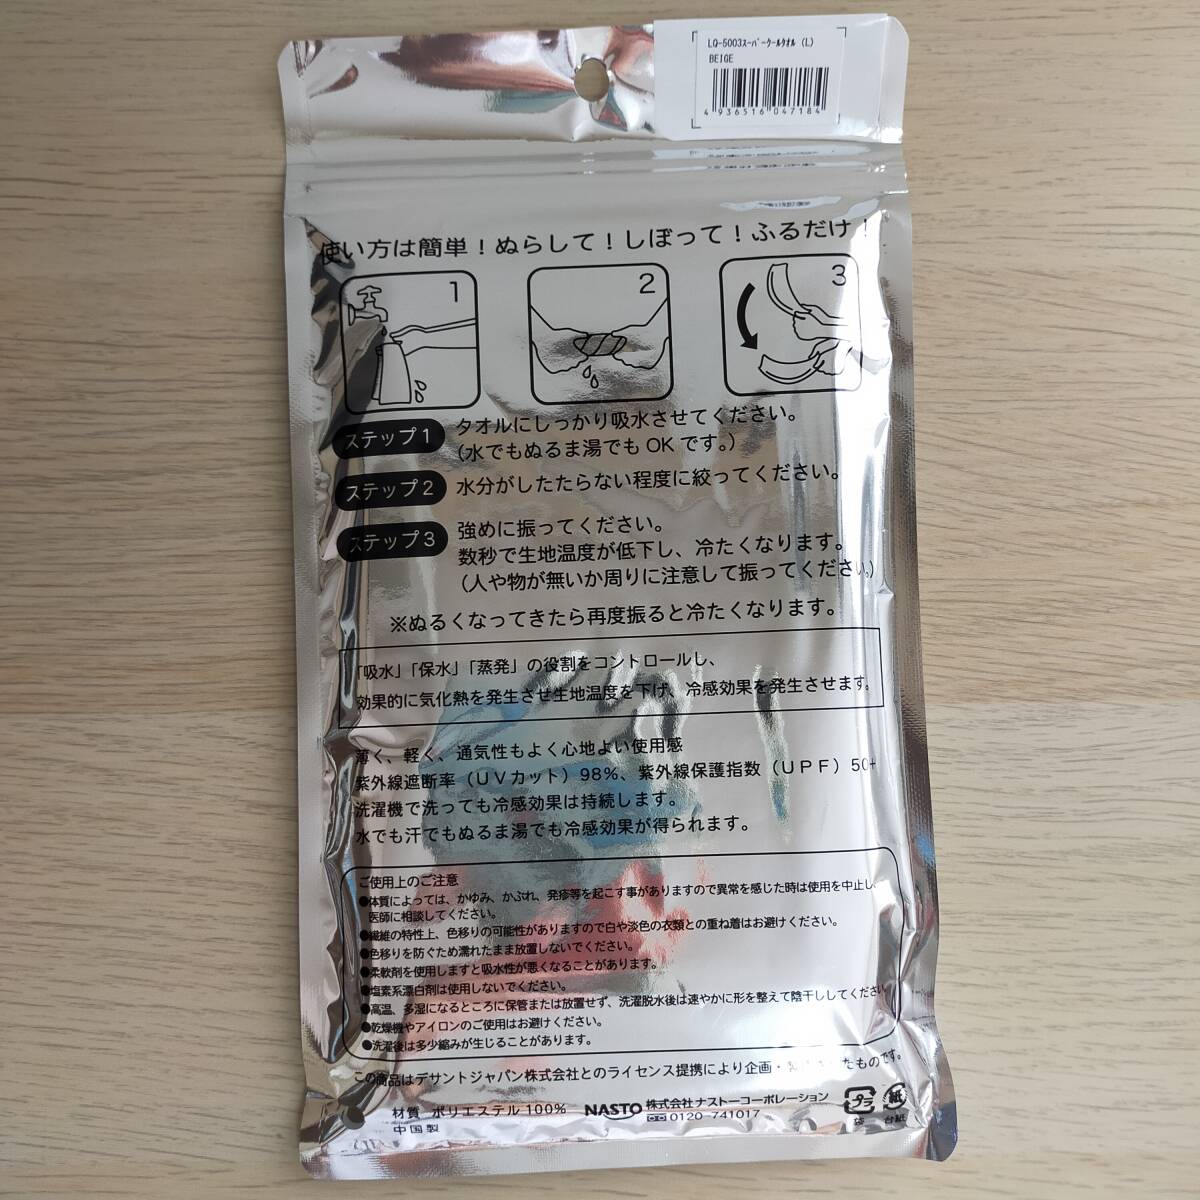 LQ-5003ｽｰﾊﾟｰｸｰﾙﾀｵﾙ (L)
BEIGE
4 936516 047184
使い方は簡単！ぬらして！しぼって！ふるだけ！
1
2
3
ステップ1
タオルにしっかり吸水させてください。
（水でもぬるま湯でもOKです。）
ステップ2
水分がしたたらない程度に絞ってください。
ステップ3
強めに振ってください。
数秒で生地温度が低下し、冷たくなります。
（人や物が無いか周りに注意して振ってください。）
※ぬるくなってきたら再度振ると冷たくなります。
「吸水」「保水」「蒸発」の役割をコントロールし、
効果的に気化熱を発生させ生地温度を下げ、冷感効果を発生させます。
薄く、軽く、通気性もよく心地よい使用感
紫外線遮断率（UVカット）98%、紫外線保護指数（UPF）50+
洗濯機で洗っても冷感効果は持続します。
水でも汗でもぬるま湯でも冷感効果が得られます。
ご使用上のご注意
●体質によっては、かゆみ、かぶれ、発疹等を起こす事がありますので異常を感じた時は使用を中止し、
医師に相談してください。
●繊維の特性上、色移りの可能性がありますので白や淡色の衣類との重ね着はお避けください。
●色移りを防ぐため濡れたまま放置しないでください。
●柔軟剤を使用しますと吸水性が悪くなることがあります。
●塩素系漂白剤は使用しないでください。
●高温、多湿になるところに保管または放置せず、洗濯脱水後は速やかに形を整えて陰干ししてください。
●乾燥機やアイロンのご使用はお避けください。
●洗濯後は多少縮みが生じることがあります。
この商品はデサントジャパン株式会社とのライセンス提携により企画・したものです。
材質 ポリエステル100%
中国製
NASTO 株式会社ナストーコーポレーション
0120-741017
プラ
袋
紙
台紙